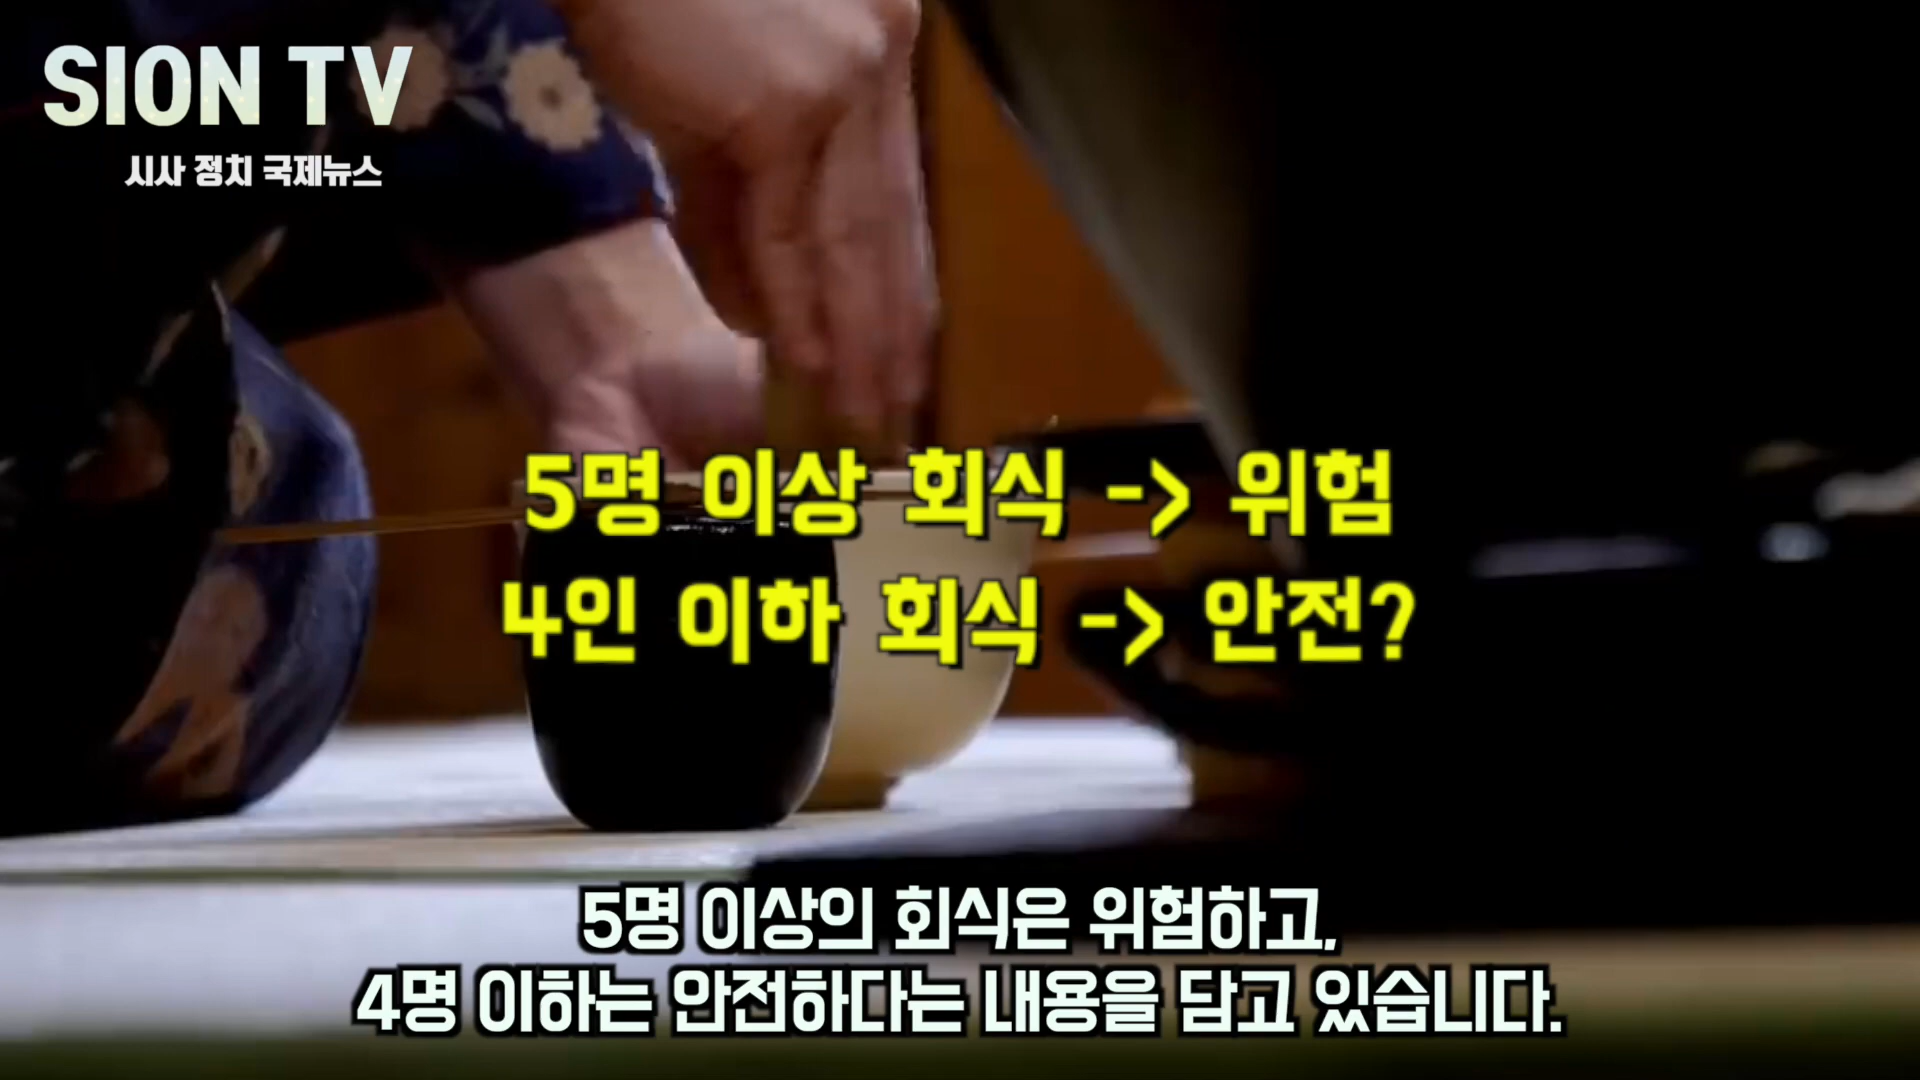 SION TV
시사 정치 국제뉴스
5명 이상 회식 -> 위험
4인 이하 회식 -> 안전?
5명 이상의 회식은 위험하고,
4명 이하는 안전하다는 내용을 담고 있습니다.